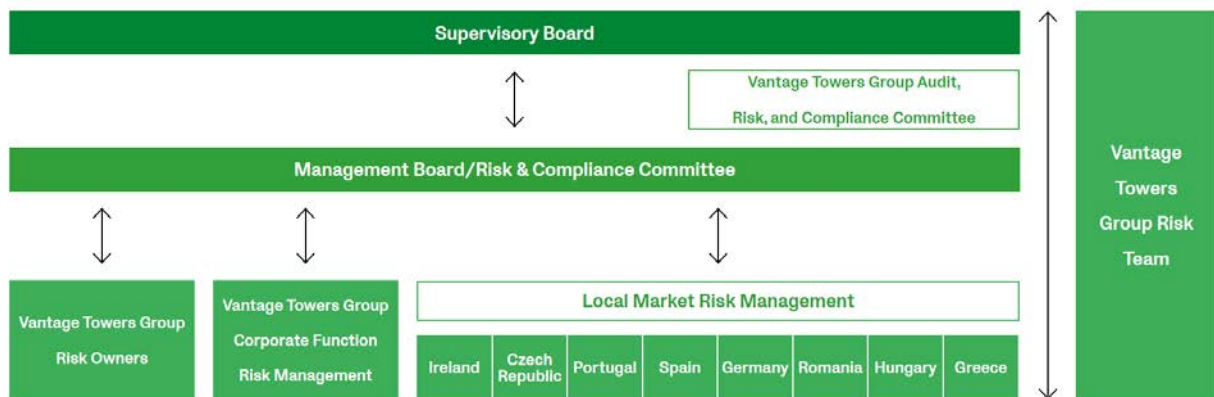 Supervisory Board
Vantage Towers Group Audit,
Risk, and Compliance Committee
Management Board/Risk & Compliance Committee
Vantage Towers Group
Risk Owners
Vantage Towers Group
Corporate Function
Risk Management
Local Market Risk Management
Ireland
Czech
Republic
Portugal
Spain
Germany
Romania
Hungary
Greece
Vantage
Towers
Group Risk
Team